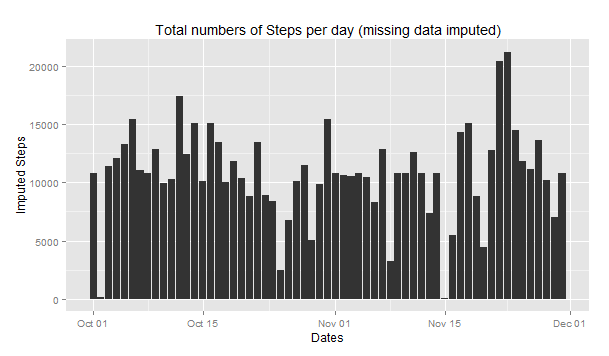 Total numbers of Steps per day (missing data imputed)
Imputed Steps
20000
15000
10000
5000
0
Oct 01
Oct 15
Nov 01
Nov 15
Dec 01
Dates